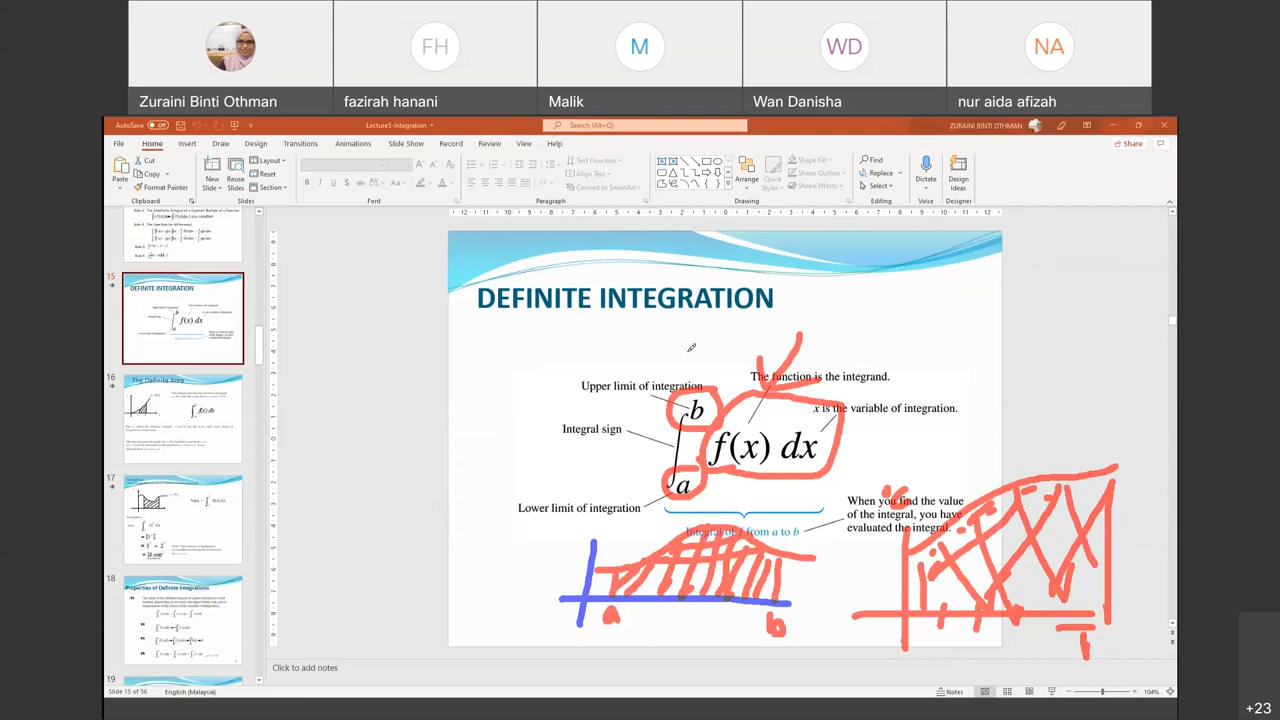 FH
M
WD
NA
Zuraini Binti Othman
fazirah hanani
Malik
Wan Danisha
nur aida afizah
AutoSave Off
Lecture5-Integration
Search (Alt+Q)
ZURAINI BINTI OTHMAN
File Home Insert Draw Design Transitions Animations Slide Show Record Review View Help
Share
Paste
Cut
Copy
Format Painter
Clipboard
New Slide
Reuse Slides
Layout
Reset
Section
Slides
Font
Text Direction
Align Text
Convert to SmartArt
Paragraph
Arrange
Quick Styles
Shape Fill
Shape Outline
Shape Effects
Drawing
Find
Replace
Select
Editing
Dictate
Voice
Design Ideas
Designer
15
DEFINITE INTEGRATION
16
The Definite Area
17
18
Properties of Definite Integrations
19
DEFINITE INTEGRATION
Upper limit of integration
The function is the integrand.
x is the variable of integration.
Integral sign
∫ b a f(x) dx
Lower limit of integration
When you find the value
of the integral, you have
evaluated the integral.
Integral of f from a to b
a
b
Click to add notes
Slide 15 of 56
English (Malaysia)
Notes
104%
+23